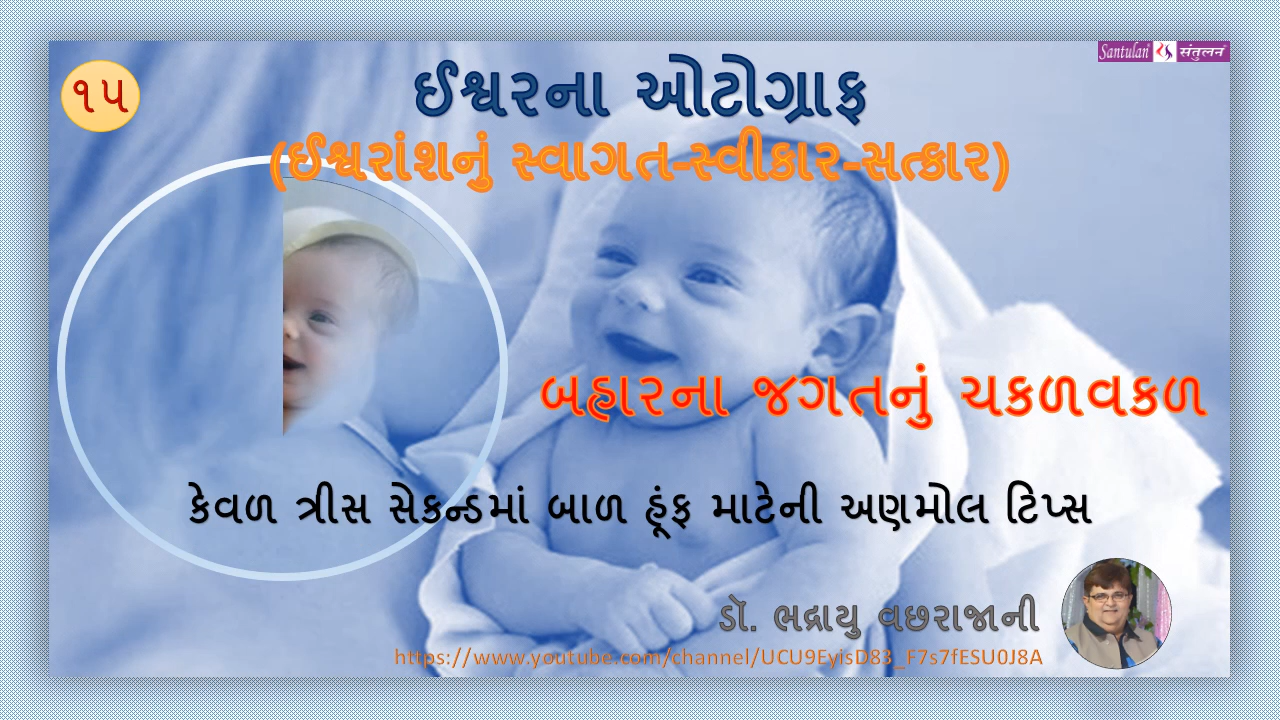 Santulan संतुलन
૧૫
ઈશ્વરના ઓટોગ્રાફ
(ઈશ્વરાંશનું સ્વાગત-સ્વીકાર-સત્કાર)
બહારના જગતનું ચકળવકળ
કેવળ ત્રીસ સેકન્ડમાં બાળ હૂંફ માટેની અણમોલ ટિપ્સ
ડૉ. ભદ્રાયુ વછરાજાની
https://www.youtube.com/channel/UCU9EyisD83_F7s7fESU0J8A